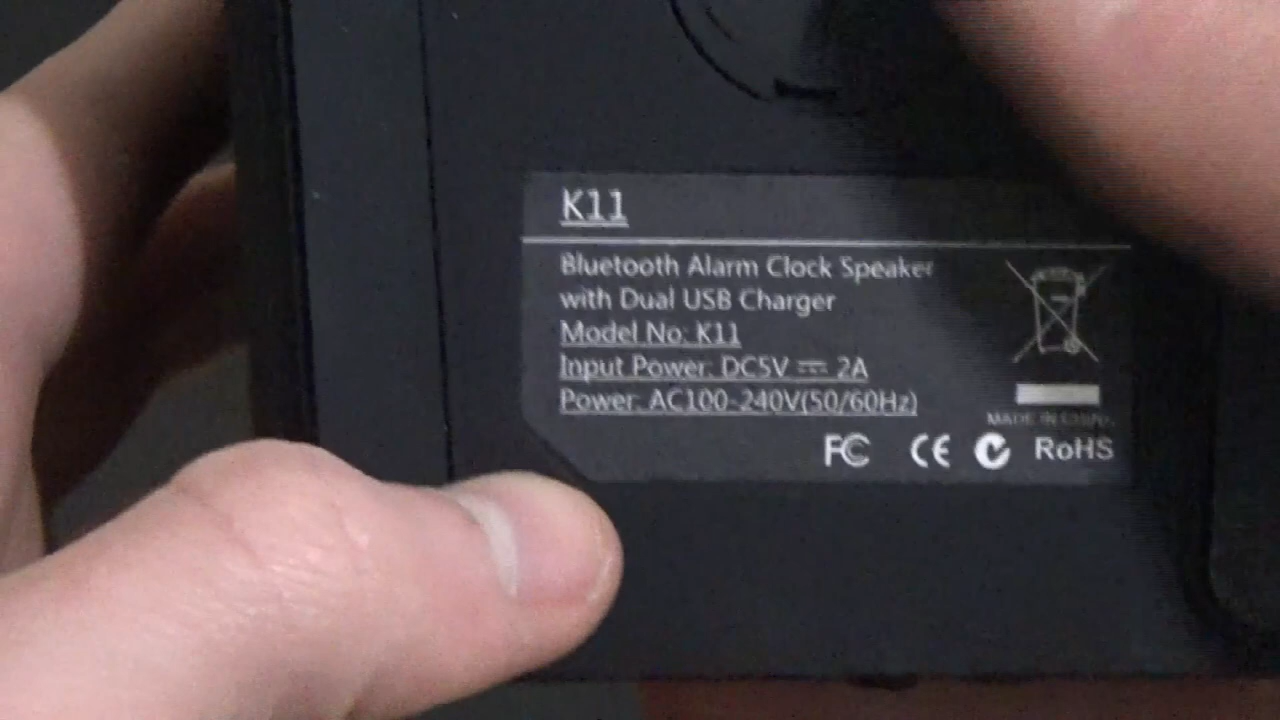 K11
Bluetooth Alarm Clock Speaker
with Dual USB Charger
Model No: K11
Input Power: DC5V ⎓ 2A
Power: AC100-240V(50/60Hz)
MADE IN
FC CE RoHS